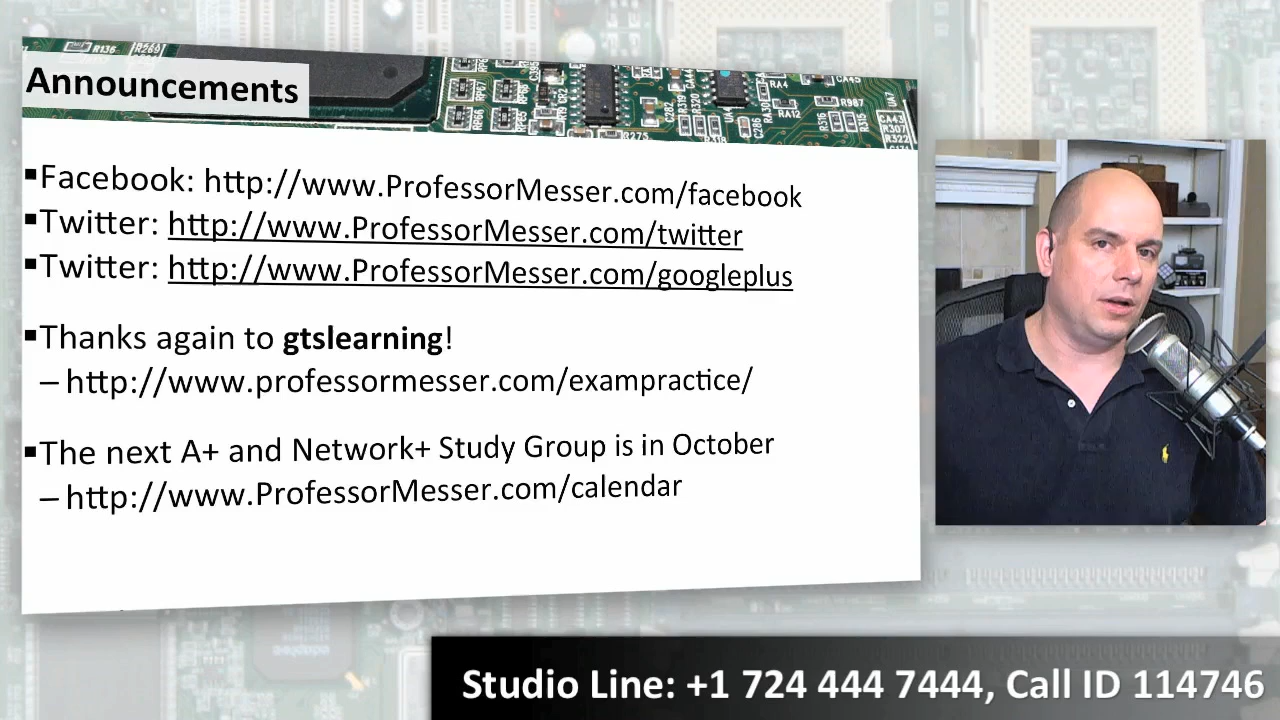 Announcements
▪Facebook: http://www.ProfessorMesser.com/facebook
▪Twitter: http://www.ProfessorMesser.com/twitter
▪Twitter: http://www.ProfessorMesser.com/googleplus
▪Thanks again to gtslearning!
– http://www.professormesser.com/exampractice/
▪The next A+ and Network+ Study Group is in October
– http://www.ProfessorMesser.com/calendar
Studio Line: +1 724 444 7444, Call ID 114746